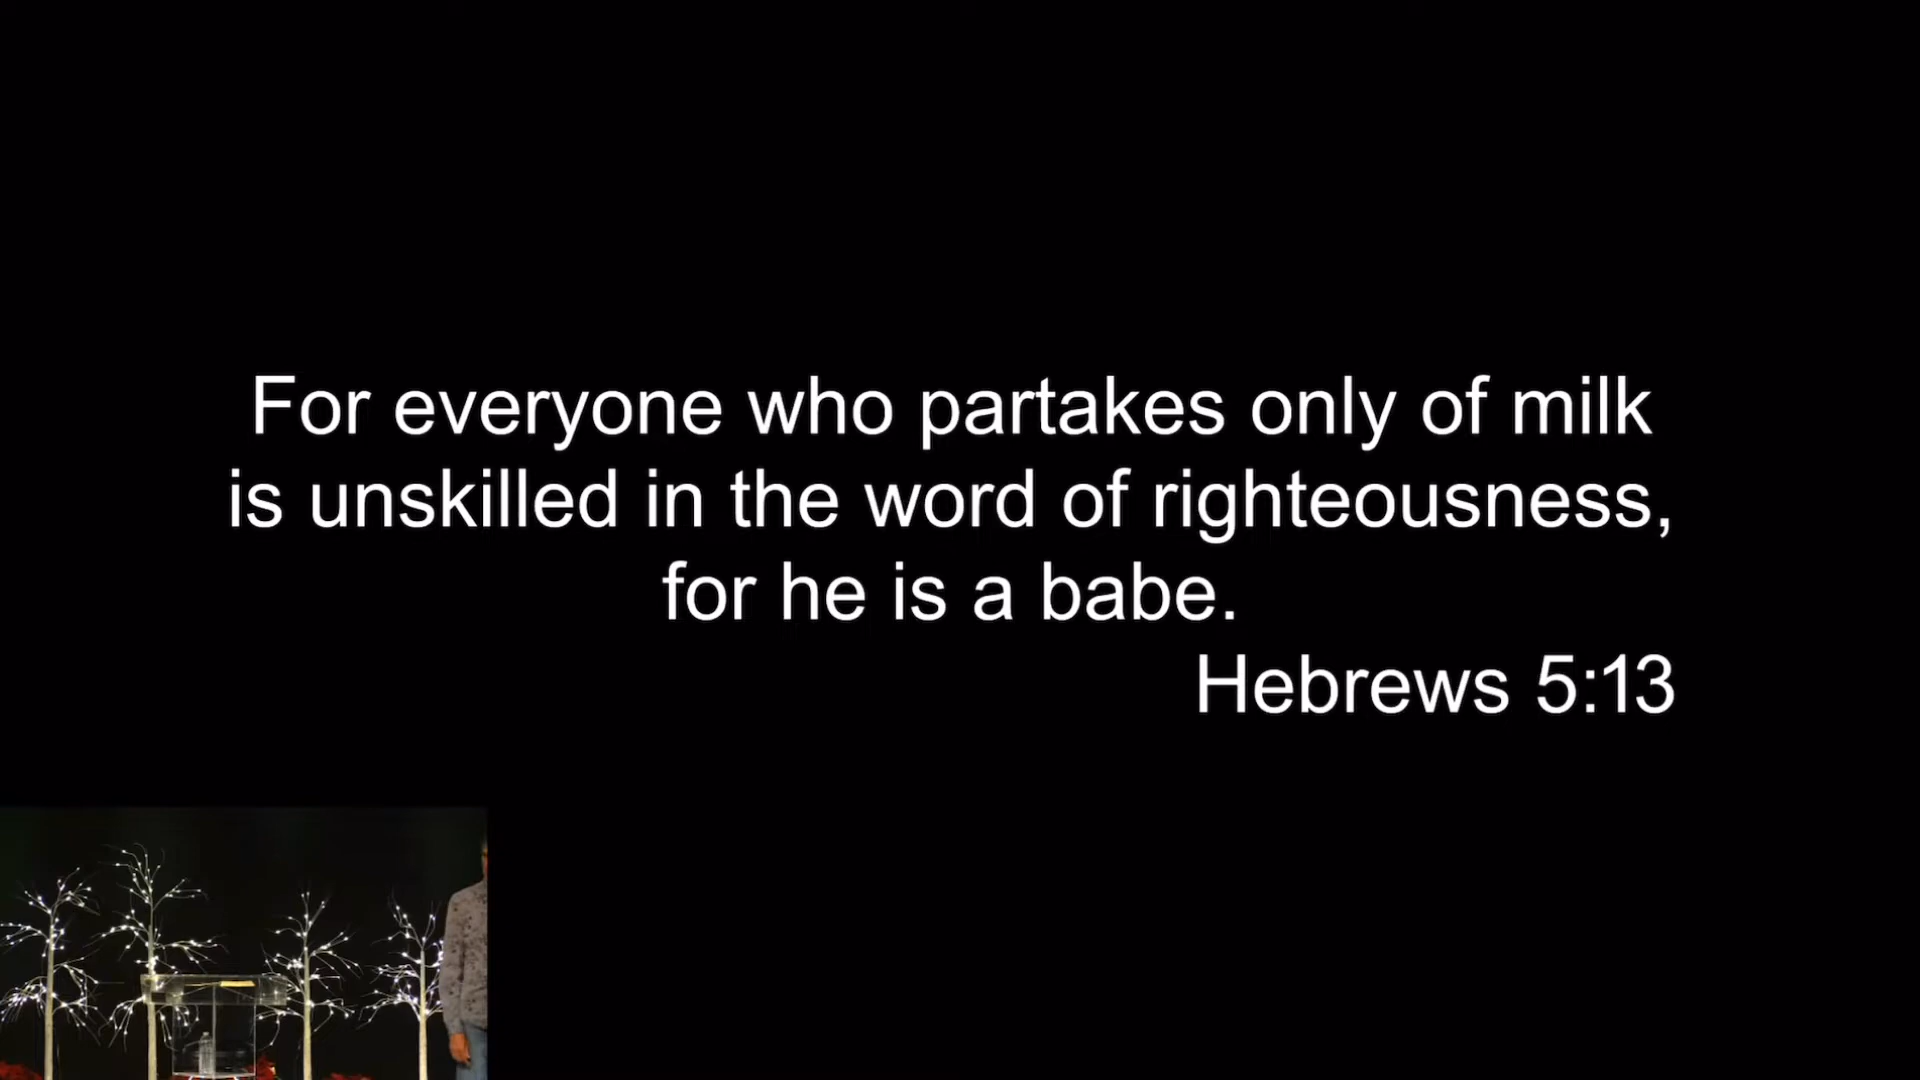 For everyone who partakes only of milk
is unskilled in the word of righteousness,
for he is a babe.
Hebrews 5:13